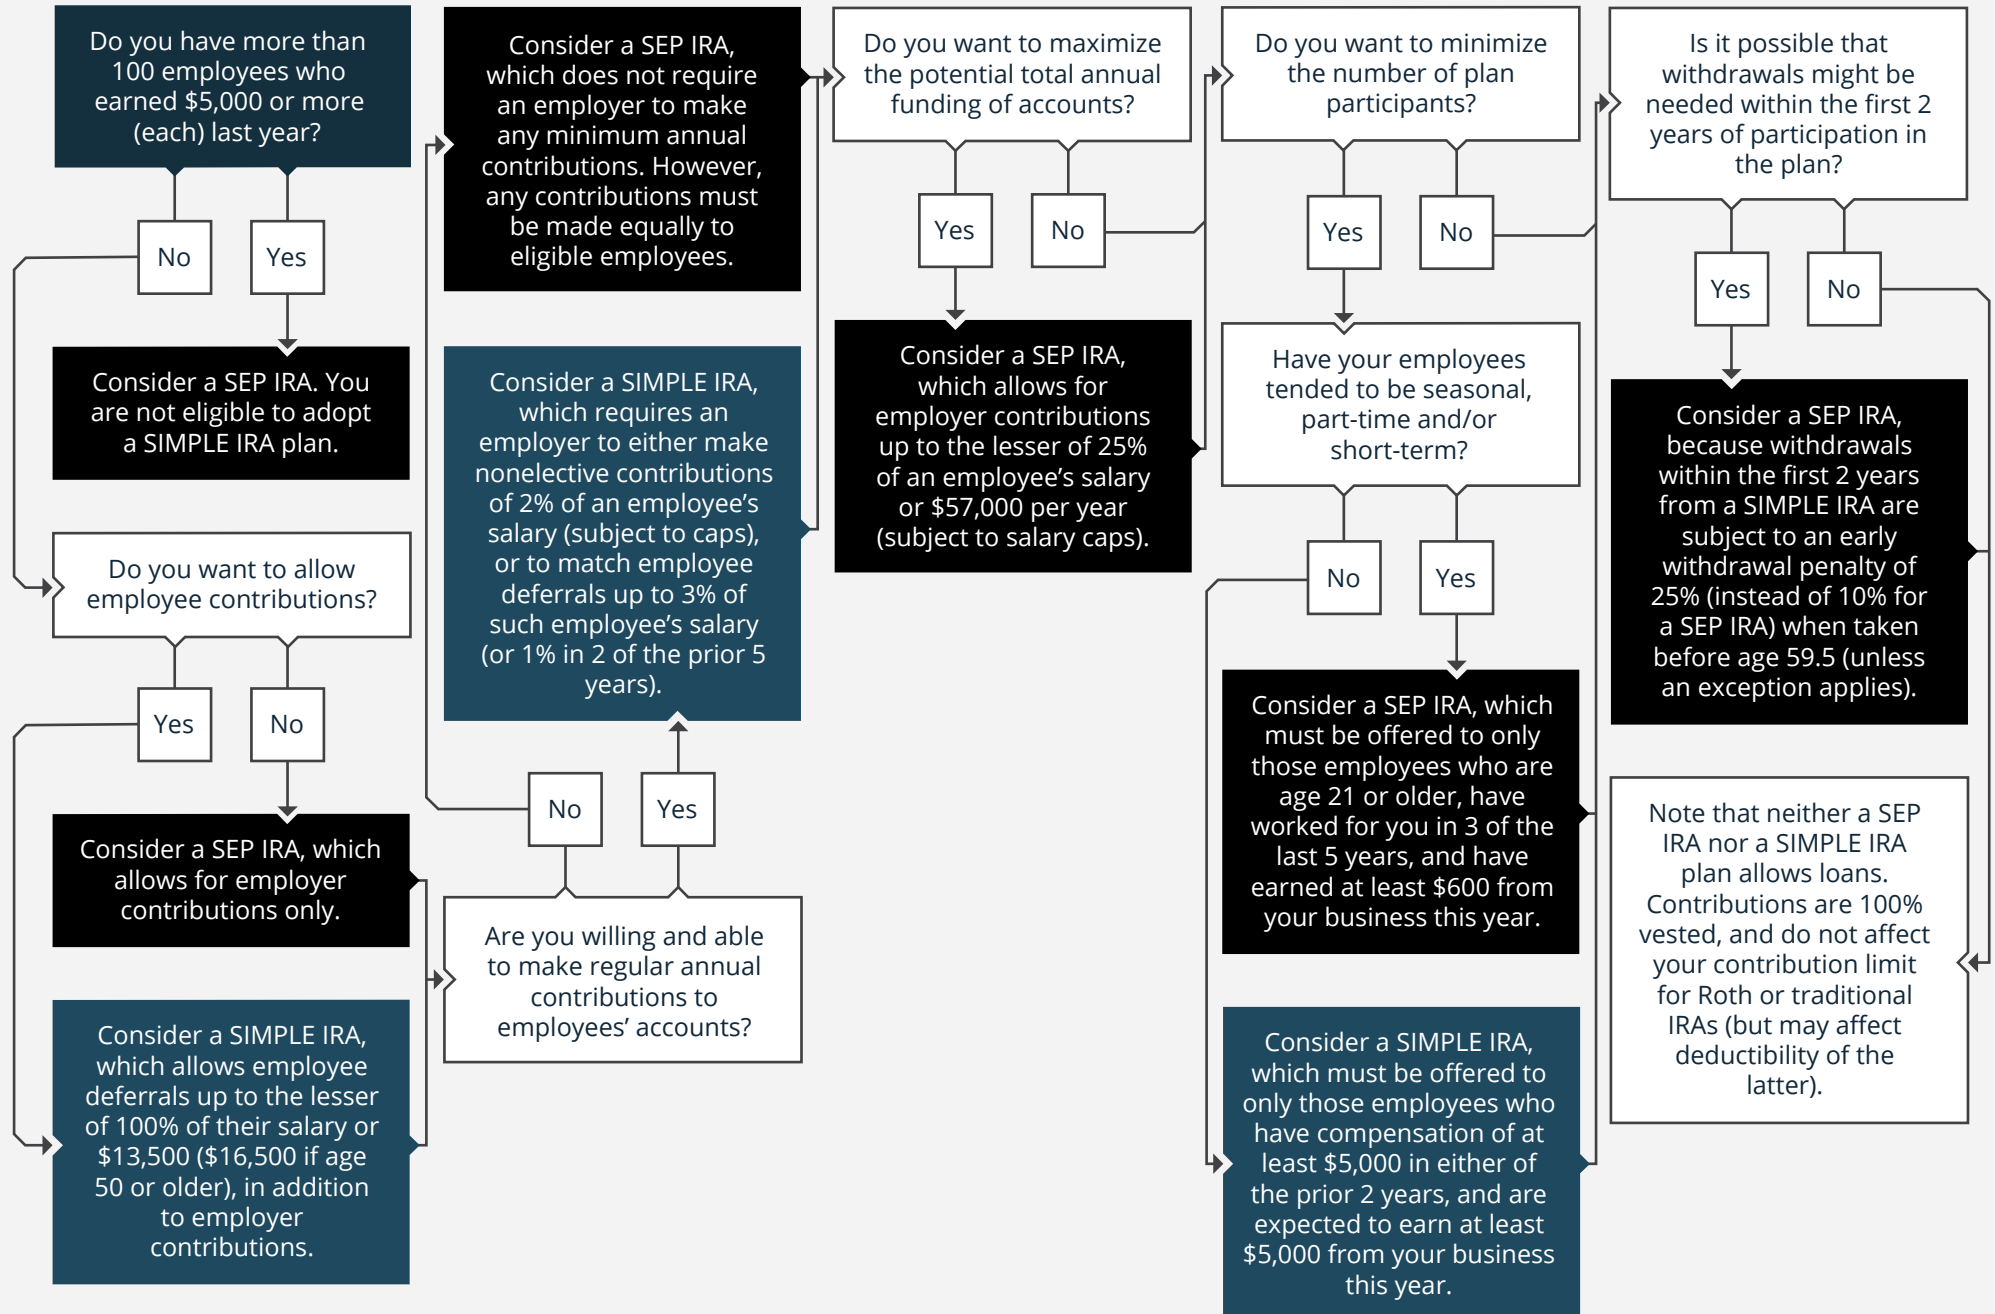 Do you have more than
100 employees who
earned $5,000 or more
(each) last year?
No
Yes
Consider a SEP IRA. You
are not eligible to adopt
a SIMPLE IRA plan.
Do you want to allow
employee contributions?
Yes
No
Consider a SEP IRA, which
allows for employer
contributions only.
Consider a SIMPLE IRA,
which allows employee
deferrals up to the lesser
of 100% of their salary or
$13,500 ($16,500 if age
50 or older), in addition
to employer
contributions.
Consider a SEP IRA,
which does not require
an employer to make
any minimum annual
contributions. However,
any contributions must
be made equally to
eligible employees.
Consider a SIMPLE IRA,
which requires an
employer to either make
nonelective contributions
of 2% of an employee’s
salary (subject to caps),
or to match employee
deferrals up to 3% of
such employee’s salary
(or 1% in 2 of the prior 5
years).
No
Yes
Are you willing and able
to make regular annual
contributions to
employees’ accounts?
Do you want to maximize
the potential total annual
funding of accounts?
Yes
No
Consider a SEP IRA,
which allows for
employer contributions
up to the lesser of 25%
of an employee’s salary
or $57,000 per year
(subject to salary caps).
Do you want to minimize
the number of plan
participants?
Yes
No
Have your employees
tended to be seasonal,
part-time and/or
short-term?
No
Yes
Consider a SEP IRA, which
must be offered to only
those employees who are
age 21 or older, have
worked for you in 3 of the
last 5 years, and have
earned at least $600 from
your business this year.
Consider a SIMPLE IRA,
which must be offered to
only those employees who
have compensation of at
least $5,000 in either of
the prior 2 years, and are
expected to earn at least
$5,000 from your business
this year.
Is it possible that
withdrawals might be
needed within the first 2
years of participation in
the plan?
Yes
No
Consider a SEP IRA,
because withdrawals
within the first 2 years
from a SIMPLE IRA are
subject to an early
withdrawal penalty of
25% (instead of 10% for
a SEP IRA) when taken
before age 59.5 (unless
an exception applies).
Note that neither a SEP
IRA nor a SIMPLE IRA
plan allows loans.
Contributions are 100%
vested, and do not affect
your contribution limit
for Roth or traditional
IRAs (but may affect
deductibility of the
latter).